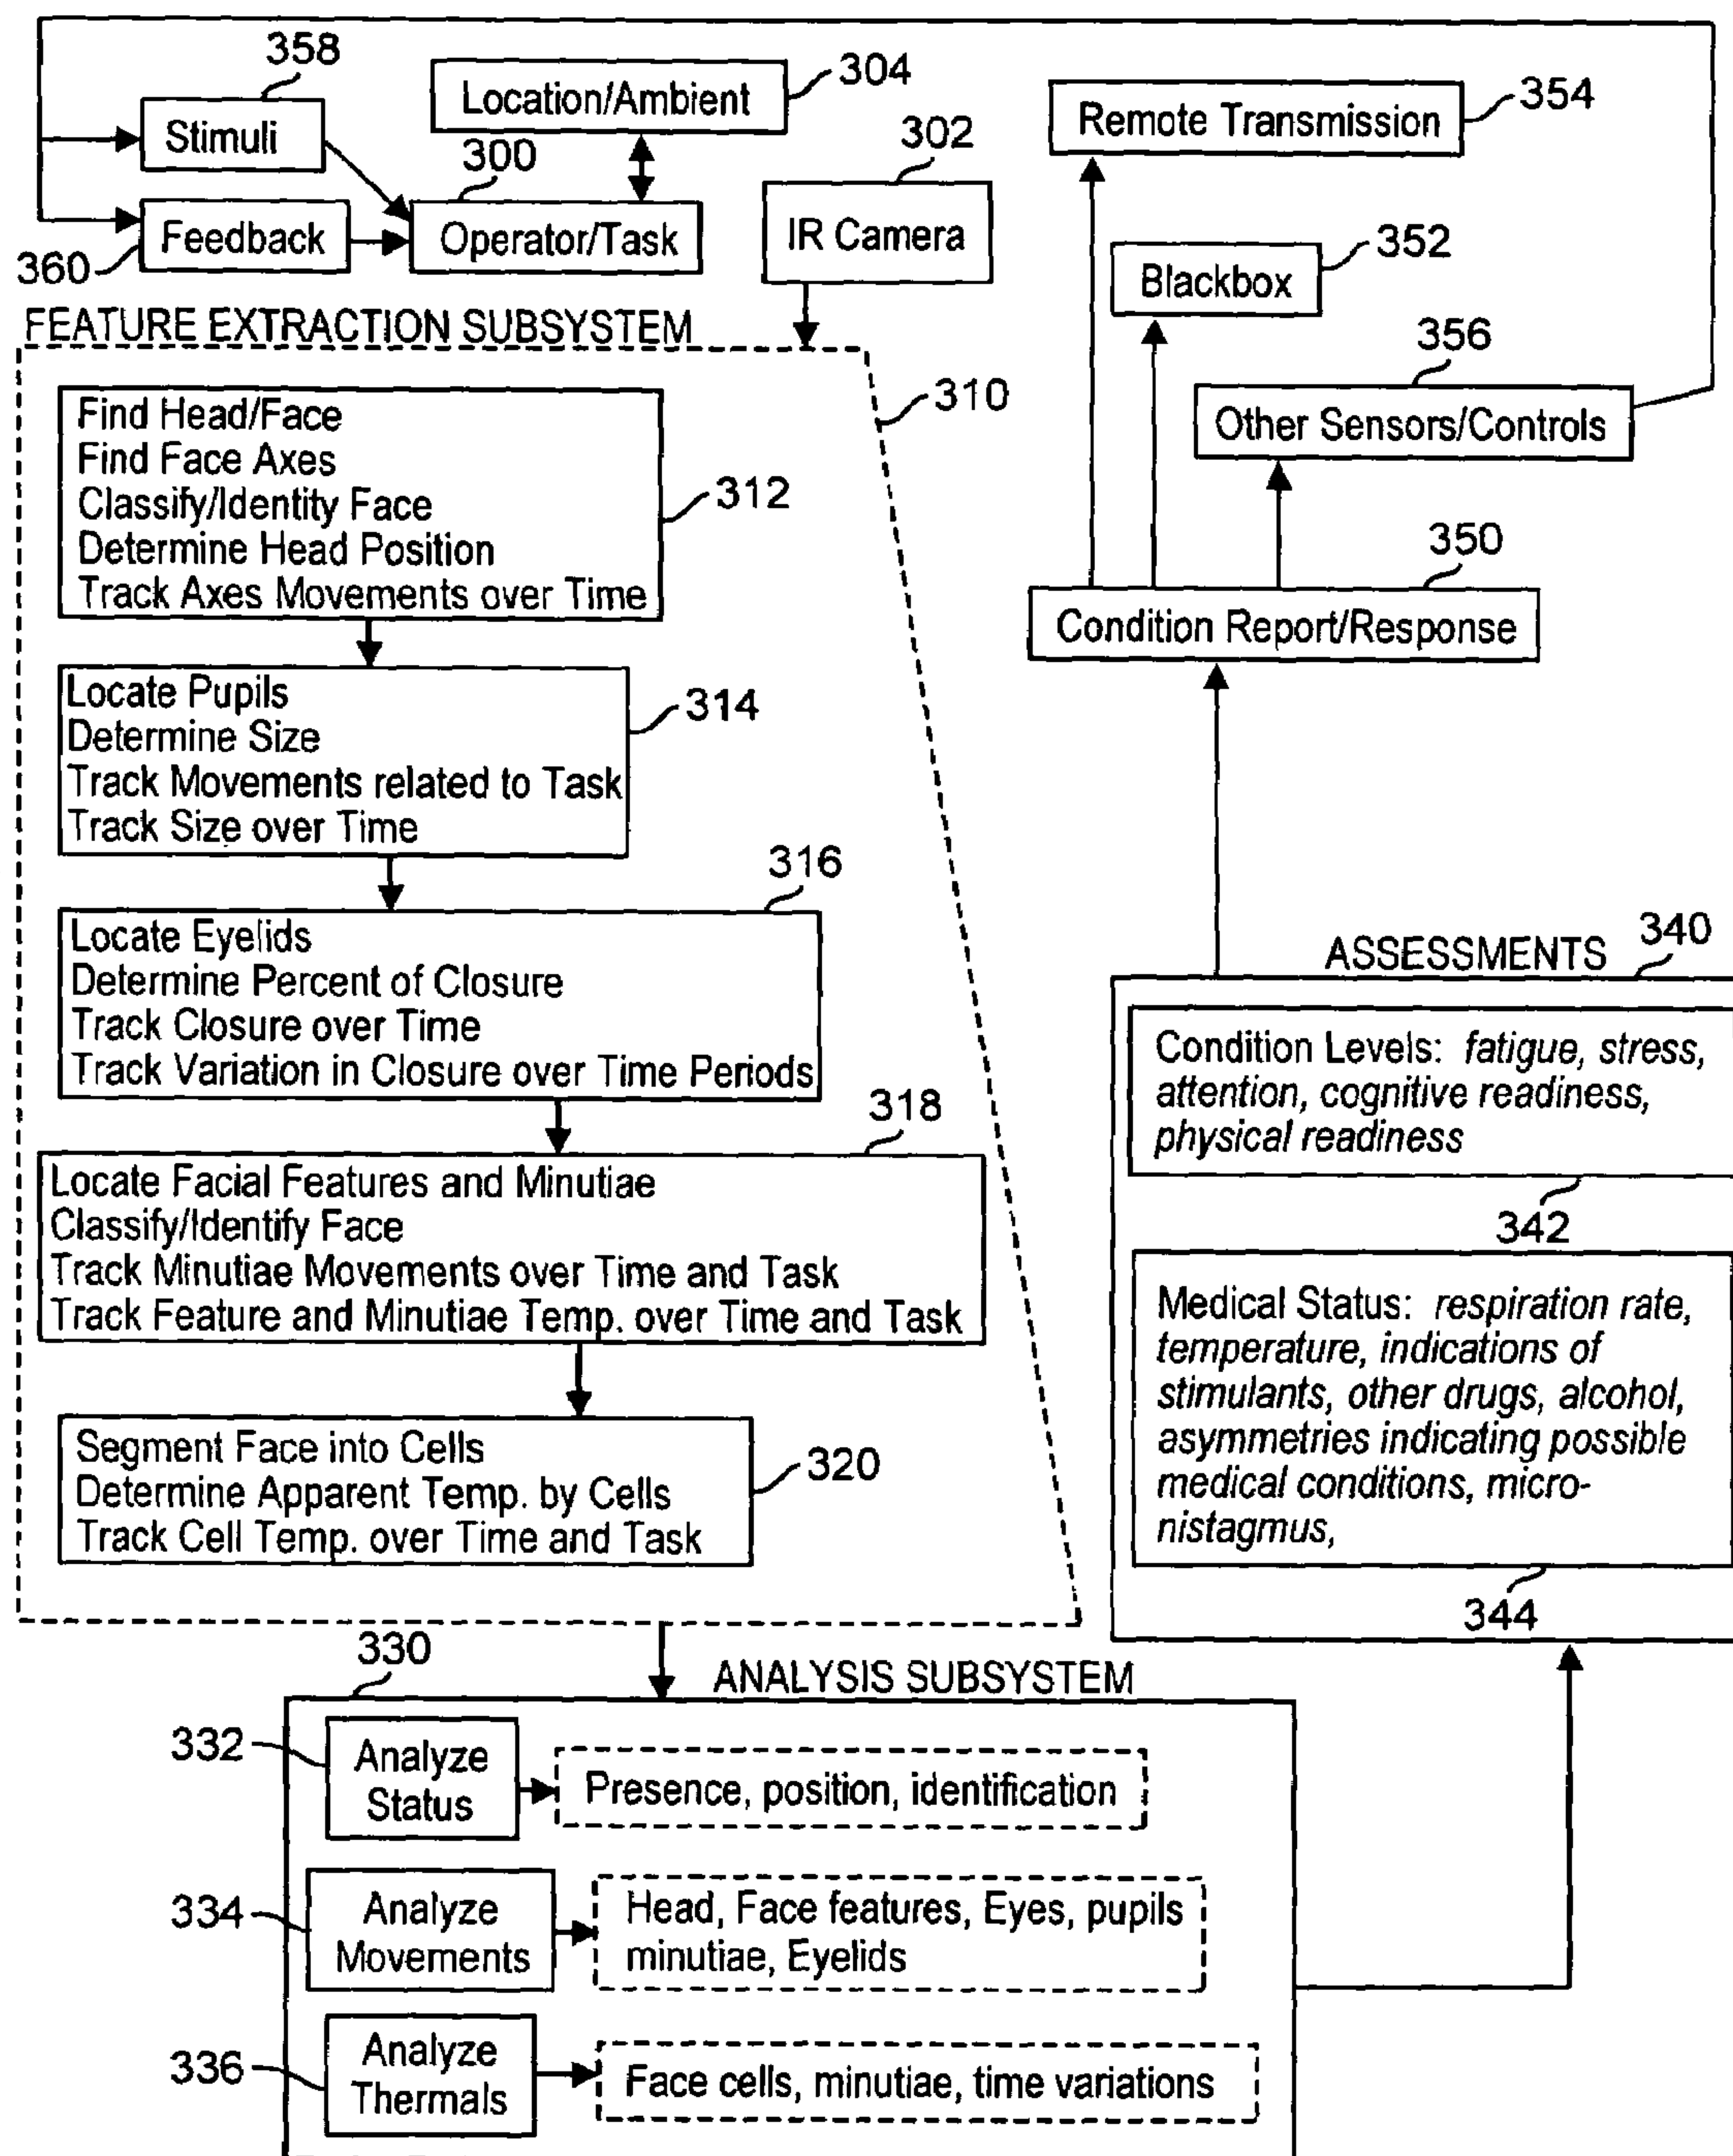 358
Stimuli
Location/Ambient
304
300
Feedback
360
Operator/Task
302
IR Camera
Remote Transmission
354
Blackbox
352
356
Other Sensors/Controls
350
Condition Report/Response
FEATURE EXTRACTION SUBSYSTEM
310
Find Head/Face
Find Face Axes
Classify/Identity Face
Determine Head Position
Track Axes Movements over Time
312
Locate Pupils
Determine Size
Track Movements related to Task
Track Size over Time
314
316
Locate Eyelids
Determine Percent of Closure
Track Closure over Time
Track Variation in Closure over Time Periods
318
Locate Facial Features and Minutiae
Classify/Identify Face
Track Minutiae Movements over Time and Task
Track Feature and Minutiae Temp. over Time and Task
Segment Face into Cells
Determine Apparent Temp. by Cells
Track Cell Temp. over Time and Task
320
ASSESSMENTS
340
Condition Levels: fatigue, stress,
attention, cognitive readiness,
physical readiness
342
Medical Status: respiration rate,
temperature, indications of
stimulants, other drugs, alcohol,
asymmetries indicating possible
medical conditions, micro-
nistagmus,
344
330
ANALYSIS SUBSYSTEM
332
Analyze
Status
Presence, position, identification
334
Analyze
Movements
Head, Face features, Eyes, pupils
minutiae, Eyelids
336
Analyze
Thermals
Face cells, minutiae, time variations